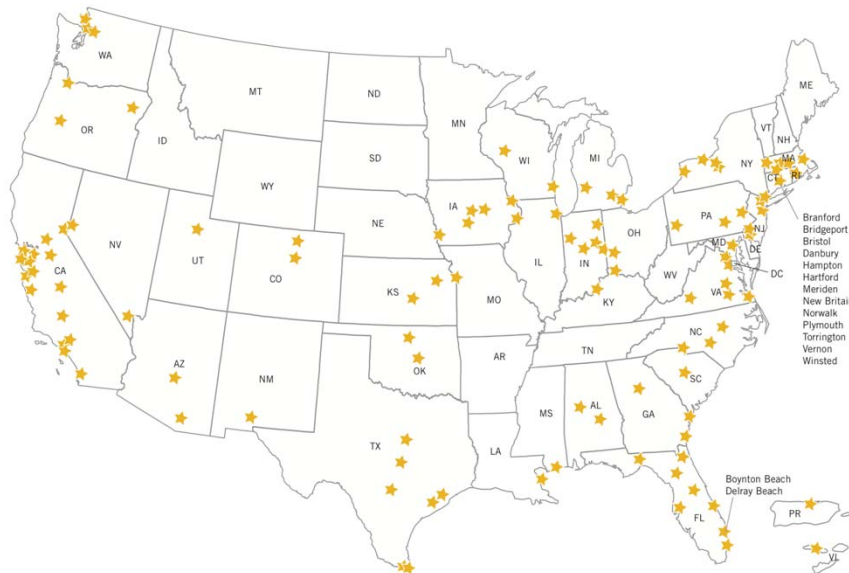 WA
MT
ND
MN
ME
VT
NH
OR
ID
WI
MI
NY
MA
CT
RI
SD
WY
IA
PA
NJ
NE
OH
NV
UT
CO
IL
IN
MD
DE
DC
WV
CA
KS
MO
VA
KY
NC
TN
AZ
NM
OK
AR
SC
MS
AL
GA
TX
LA
FL
PR
VI
Branford
Bridgeport
Bristol
Danbury
Hampton
Hartford
Meriden
New Britai
Norwalk
Plymouth
Torrington
Vernon
Winsted
Boynton Beach
Delray Beach